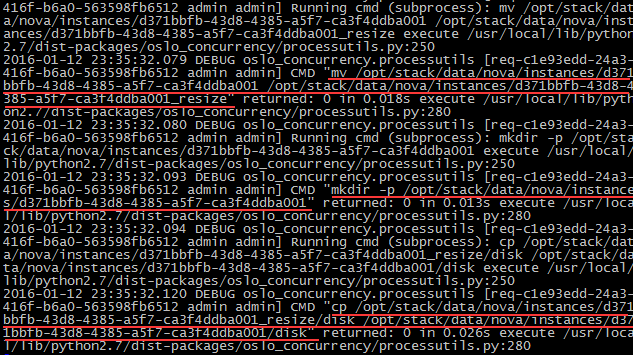 416f-b6a0-563598fb6512 admin admin] Running cmd (subprocess): mv /opt/stack/dat
a/nova/instances/d371bbfb-43d8-4385-a5f7-ca3f4ddba001 /opt/stack/data/nova/inst
ances/d371bbfb-43d8-4385-a5f7-ca3f4ddba001_resize execute /usr/local/lib/python
2.7/dist-packages/oslo_concurrency/processutils.py:250
2016-01-12 23:35:32.079 DEBUG oslo_concurrency.processutils [req-c1e93edd-24a3-
416f-b6a0-563598fb6512 admin admin] CMD "mv /opt/stack/data/nova/instances/d371
bbfb-43d8-4385-a5f7-ca3f4ddba001 /opt/stack/data/nova/instances/d371bbfb-43d8-4
385-a5f7-ca3f4ddba001_resize" returned: 0 in 0.018s execute /usr/local/lib/pyth
on2.7/dist-packages/oslo_concurrency/processutils.py:280
2016-01-12 23:35:32.080 DEBUG oslo_concurrency.processutils [req-c1e93edd-24a3-
416f-b6a0-563598fb6512 admin admin] Running cmd (subprocess): mkdir -p /opt/sta
ck/data/nova/instances/d371bbfb-43d8-4385-a5f7-ca3f4ddba001 execute /usr/local/
lib/python2.7/dist-packages/oslo_concurrency/processutils.py:250
2016-01-12 23:35:32.093 DEBUG oslo_concurrency.processutils [req-c1e93edd-24a3-
416f-b6a0-563598fb6512 admin admin] CMD "mkdir -p /opt/stack/data/nova/instance
s/d371bbfb-43d8-4385-a5f7-ca3f4ddba001" returned: 0 in 0.013s execute /usr/loca
l/lib/python2.7/dist-packages/oslo_concurrency/processutils.py:280
2016-01-12 23:35:32.094 DEBUG oslo_concurrency.processutils [req-c1e93edd-24a3-
416f-b6a0-563598fb6512 admin admin] Running cmd (subprocess): cp /opt/stack/dat
a/nova/instances/d371bbfb-43d8-4385-a5f7-ca3f4ddba001_resize/disk /opt/stack/da
ta/nova/instances/d371bbfb-43d8-4385-a5f7-ca3f4ddba001/disk execute /usr/local/
lib/python2.7/dist-packages/oslo_concurrency/processutils.py:250
2016-01-12 23:35:32.120 DEBUG oslo_concurrency.processutils [req-c1e93edd-24a3-
416f-b6a0-563598fb6512 admin admin] CMD "cp /opt/stack/data/nova/instances/d371
bbfb-43d8-4385-a5f7-ca3f4ddba001_resize/disk /opt/stack/data/nova/instances/d37
1bbfb-43d8-4385-a5f7-ca3f4ddba001/disk" returned: 0 in 0.026s execute /usr/loca
l/lib/python2.7/dist-packages/oslo_concurrency/processutils.py:280